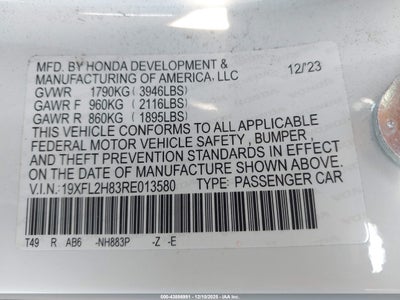 MFD. BY HONDA DEVELOPMENT &
MANUFACTURING OF AMERICA, LLC 12/'23
GVWR 1790KG (3946LBS)
GAWR F 960KG (2116LBS)
GAWR R 860KG (1895LBS)
THIS VEHICLE CONFORMS TO ALL APPLICABLE
FEDERAL MOTOR VEHICLE SAFETY, BUMPER,
AND THEFT PREVENTION STANDARDS IN EFFECT
ON THE DATE OF MANUFACTURE SHOWN ABOVE.
V.I.N: 19XFL2H83RE013580 TYPE: PASSENGER CAR
T49 R AB6 -NH883P -Z -E